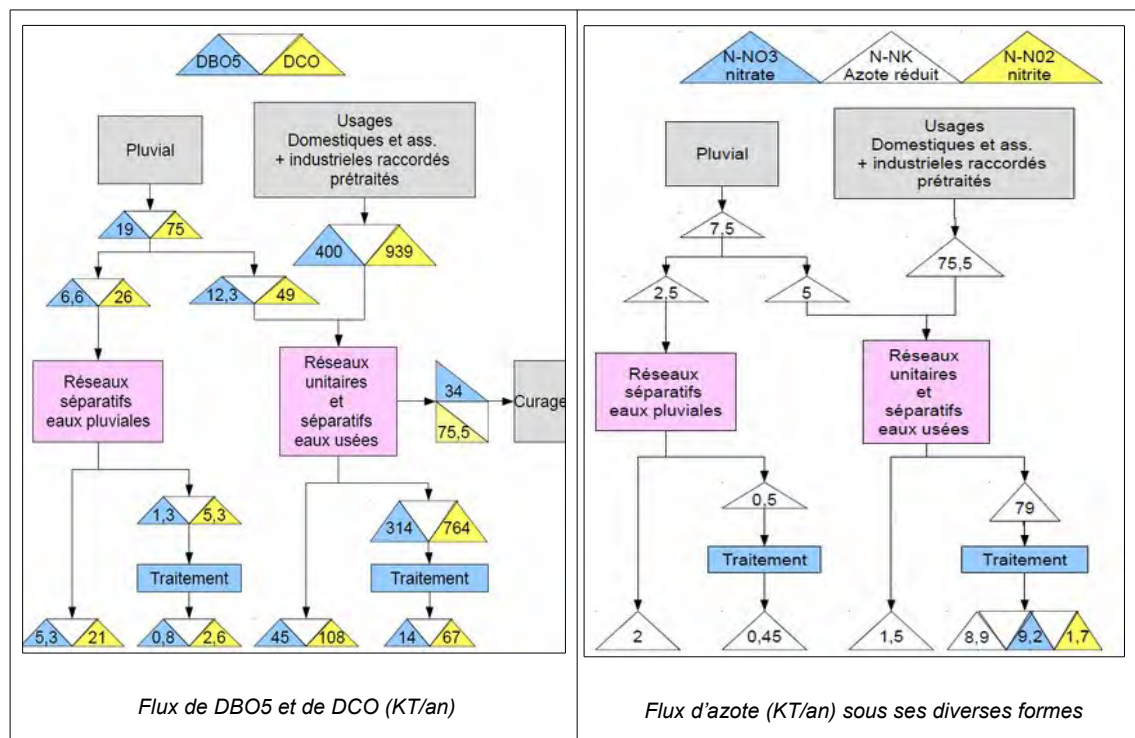 DBO5 DCO
Pluvial
Usages
Domestiques et ass.
+ industrieles raccordés
prétraités
19 75
400 939
6,6 26
12,3 49
Réseaux
séparatifs
eaux pluviales
Réseaux
unitaires
et
séparatifs
eaux usées
34
75,5
Curage
1,3 5,3
314 764
Traitement
Traitement
5,3 21
0,8 2,6
45 108
14 67
Flux de DBO5 et de DCO (KT/an)
N-NO3
nitrate
N-NK
Azote réduit
N-N02
nitrite
Pluvial
Usages
Domestiques et ass.
+ industrieles raccordés
prétraités
7,5
75,5
2,5
5
Réseaux
séparatifs
eaux pluviales
Réseaux
unitaires
et
séparatifs
eaux usées
0,5
79
Traitement
Traitement
2
0,45
1,5
8,9 9,2 1,7
Flux d'azote (KT/an) sous ses diverses formes